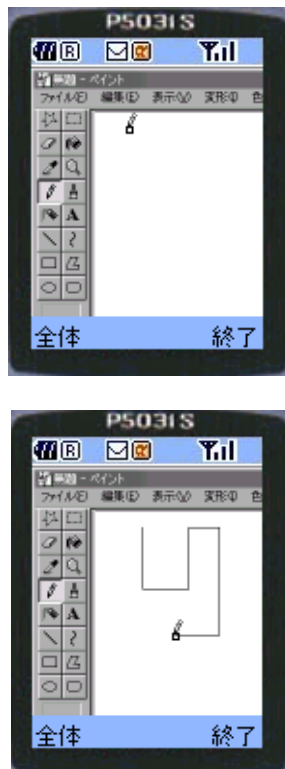 P503i S
R
無題 - ペイント
ファイル(F) 編集(E) 表示(V) 変形(I) 色
A
全体 終了
P503i S
R
無題 - ペイント
ファイル(F) 編集(E) 表示(V) 変形(I) 色
A
全体 終了